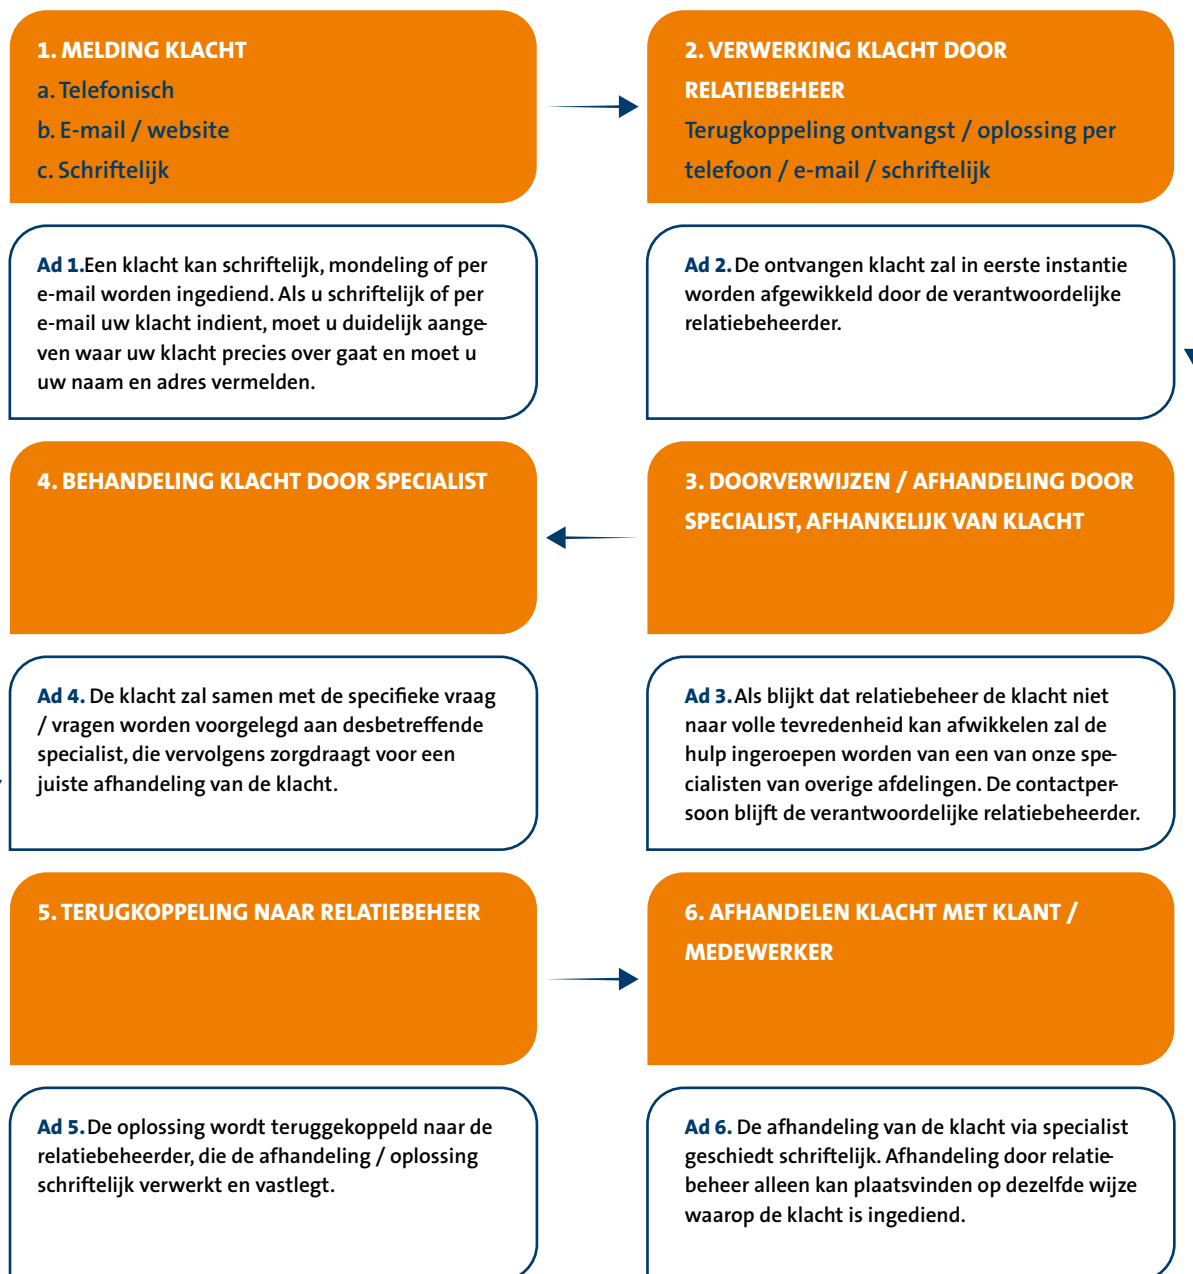 1. MELDING KLACHT
a. Telefonisch
b. E-mail / website
c. Schriftelijk
2. VERWERKING KLACHT DOOR
RELATIEBEHEER
Terugkoppeling ontvangst / oplossing per
telefoon / e-mail / schriftelijk
Ad 1.Een klacht kan schriftelijk, mondeling of per
e-mail worden ingediend. Als u schriftelijk of per
e-mail uw klacht indient, moet u duidelijk aange-
ven waar uw klacht precies over gaat en moet u
uw naam en adres vermelden.
Ad 2. De ontvangen klacht zal in eerste instantie
worden afgewikkeld door de verantwoordelijke
relatiebeheerder.
3. DOORVERWIJZEN / AFHANDELING DOOR
SPECIALIST, AFHANKELIJK VAN KLACHT
4. BEHANDELING KLACHT DOOR SPECIALIST
Ad 3. Als blijkt dat relatiebeheer de klacht niet
naar volle tevredenheid kan afwikkelen zal de
hulp ingeroepen worden van een van onze spe-
cialisten van overige afdelingen. De contactper-
soon blijft de verantwoordelijke relatiebeheerder.
Ad 4. De klacht zal samen met de specifieke vraag
/ vragen worden voorgelegd aan desbetreffende
specialist, die vervolgens zorgdraagt voor een
juiste afhandeling van de klacht.
5. TERUGKOPPELING NAAR RELATIEBEHEER
6. AFHANDELEN KLACHT MET KLANT /
MEDEWERKER
Ad 5. De oplossing wordt teruggekoppeld naar de
relatiebeheerder, die de afhandeling / oplossing
schriftelijk verwerkt en vastlegt.
Ad 6. De afhandeling van de klacht via specialist
geschiedt schriftelijk. Afhandeling door relatie-
beheer alleen kan plaatsvinden op dezelfde wijze
waarop de klacht is ingediend.